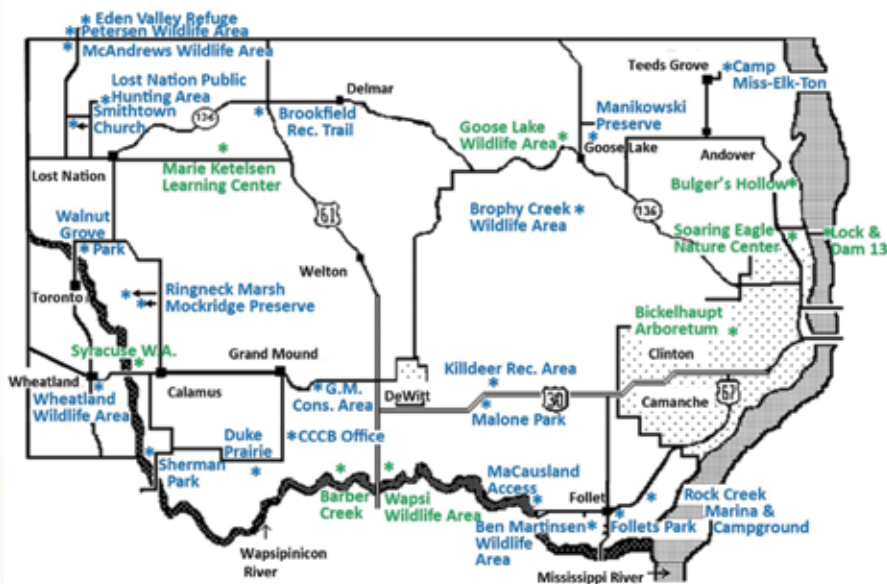 Eden Valley Refuge
Petersen Wildlife Area
McAndrews Wildlife Area
Lost Nation Public
Hunting Area
Smithtown
Church
136
Delmar
Brookfield
Rec. Trail
Teeds Grove
Camp
Miss-Elk-Ton
Manikowski
Preserve
Goose Lake
Wildlife Area
Goose Lake
Andover
Marie Ketelsen
Learning Center
Lost Nation
Bulger's Hollow
61
Brophy Creek
Wildlife Area
136
Soaring Eagle
Nature Center
Lock &
Dam 13
Walnut
Grove
Park
Welton
Toronto
Ringneck Marsh
Mockridge Preserve
Bickelhaupt
Arboretum
Syracuse W.A.
Grand Mound
Clinton
Killdeer Rec. Area
Wheatland
Calamus
G.M.
Cons. Area
DeWitt
30
Camanche
67
Wheatland
Wildlife Area
Malone Park
Duke
Prairie
CCCB Office
Sherman
Park
MaCausland
Access
Barber
Creek
Wapsi
Wildlife Area
Follet
Rock Creek
Marina &
Campground
Ben Martinsen
Wildlife
Area
Follets Park
Wapsipinicon
River
Mississippi River